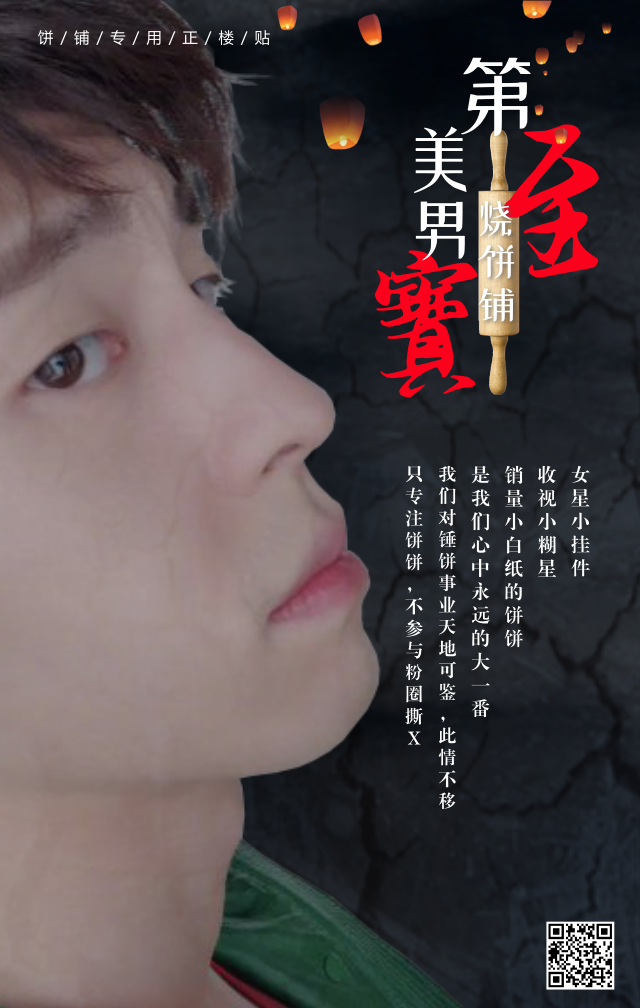 饼/铺/专/用/正/楼/贴
第
至
美男
寶
烧饼铺
女星小挂件
收视小糊星
销量小白纸的饼饼
是我们心中永远的大一番
我们对锤饼事业天地可鉴，此情不移
只专注饼饼，不参与粉圈撕X